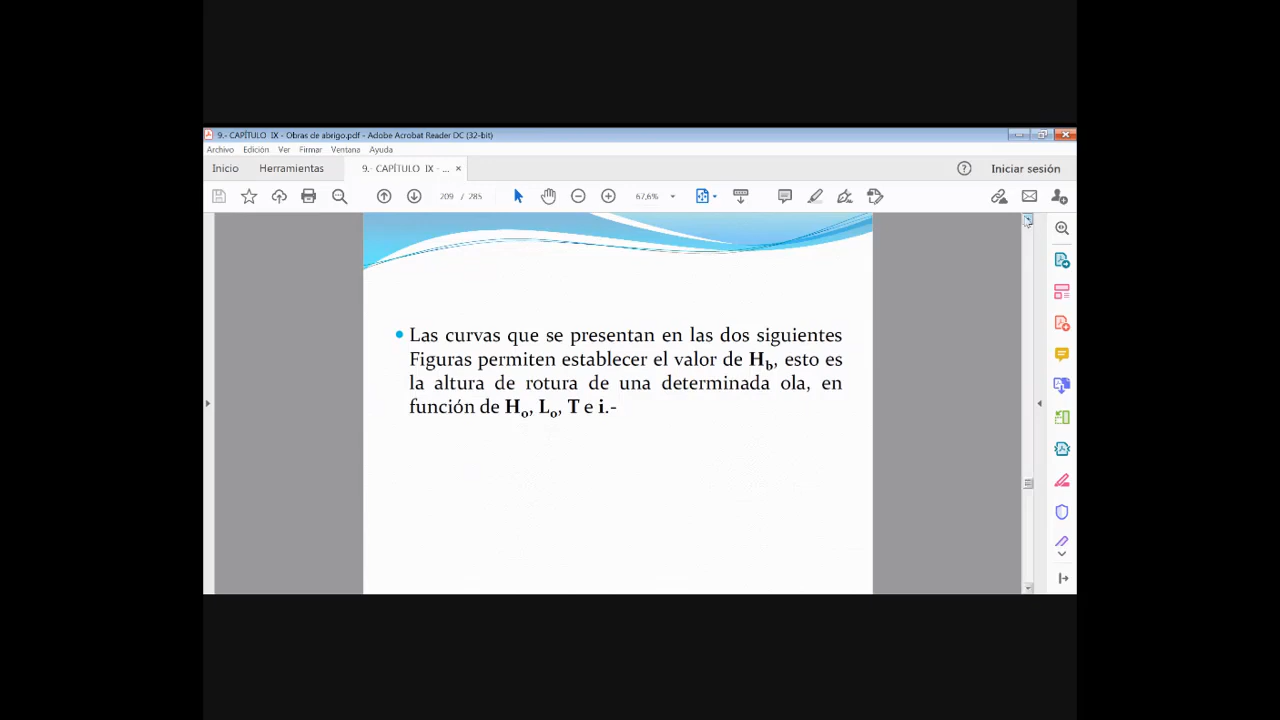 9.- CAPÍTULO IX - Obras de abrigo.pdf - Adobe Acrobat Reader DC (32-bit)
Archivo Edición Ver Firmar Ventana Ayuda
Inicio Herramientas 9.- CAPÍTULO IX - ... × Iniciar sesión
209 / 285 67,6%
• Las curvas que se presentan en las dos siguientes
Figuras permiten establecer el valor de Hb, esto es
la altura de rotura de una determinada ola, en
función de Ho, Lo, T e i.-